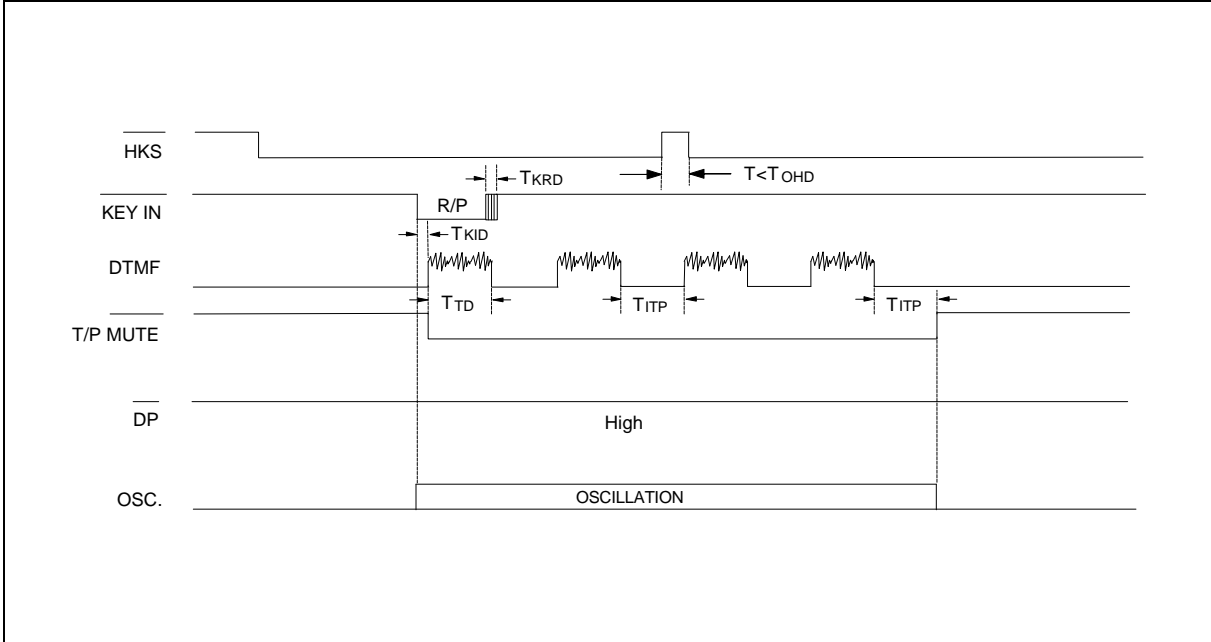 HKS
T<TOHD
TKRD
KEY IN
R/P
TKID
DTMF
TTD
TITP
TITP
T/P MUTE
DP
High
OSC.
OSCILLATION